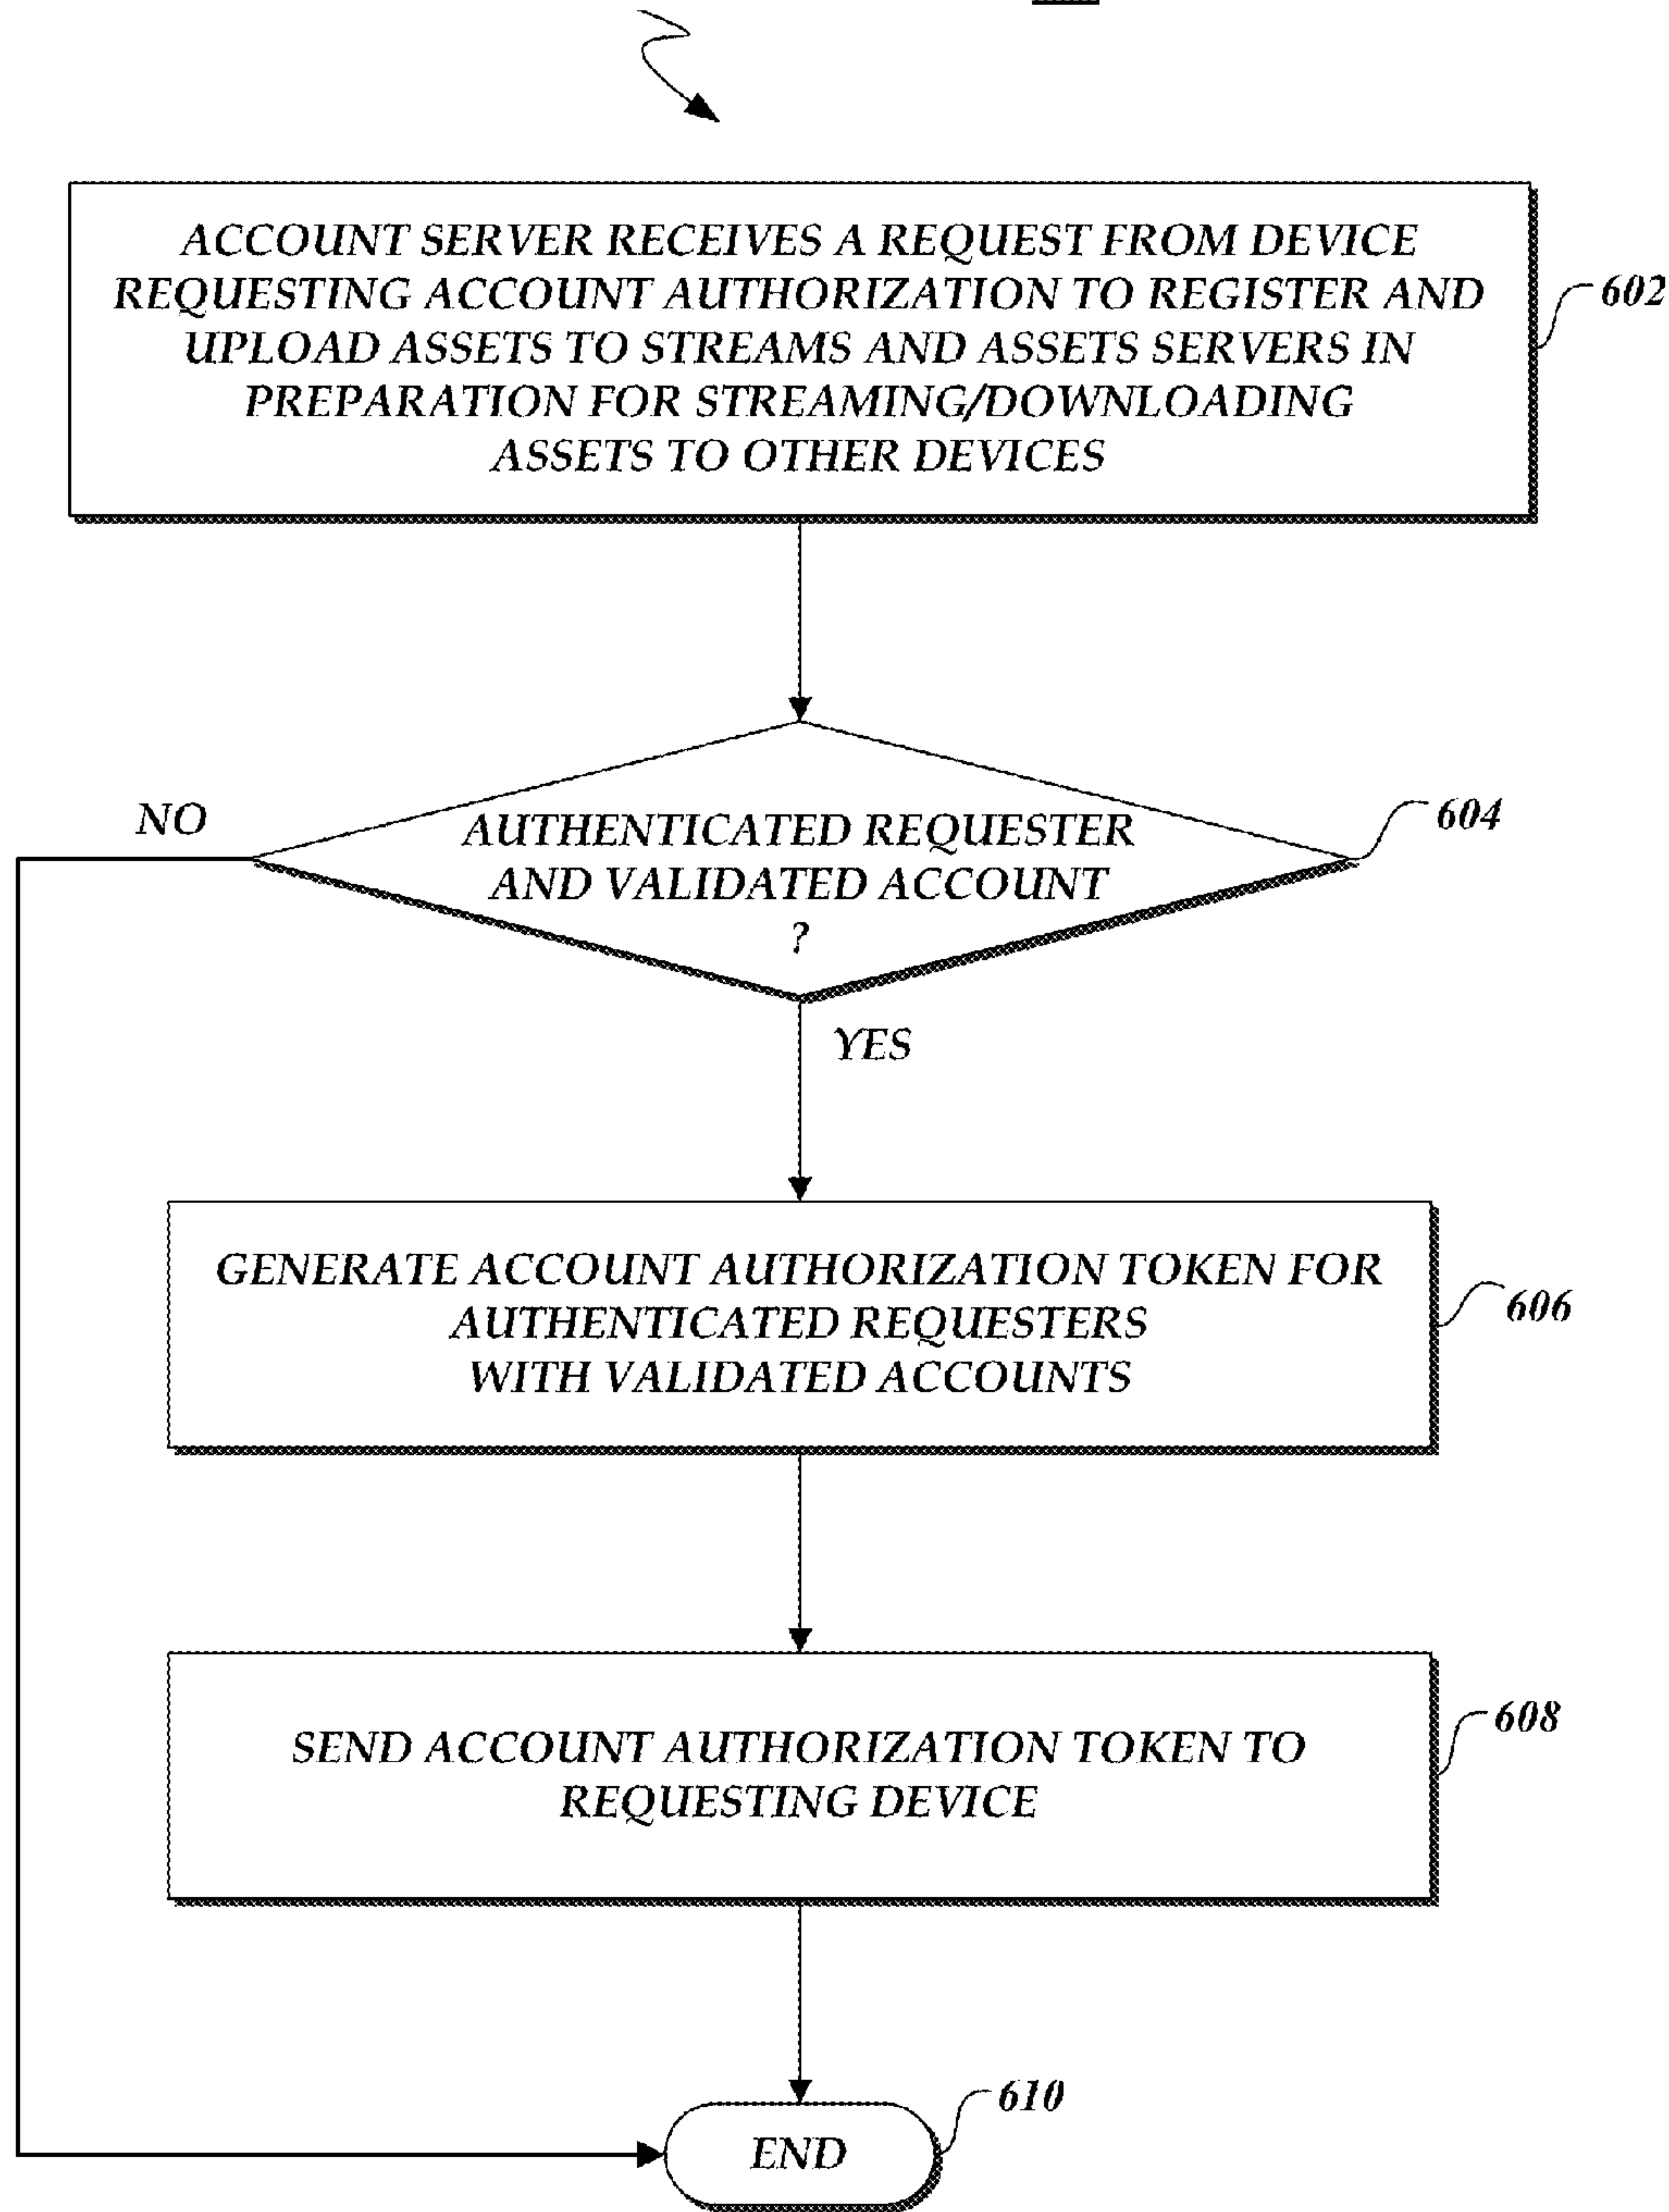 ACCOUNT SERVER RECEIVES A REQUEST FROM DEVICE
REQUESTING ACCOUNT AUTHORIZATION TO REGISTER AND
UPLOAD ASSETS TO STREAMS AND ASSETS SERVERS IN
PREPARATION FOR STREAMING/DOWNLOADING
ASSETS TO OTHER DEVICES
602
NO
AUTHENTICATED REQUESTER
AND VALIDATED ACCOUNT
?
604
YES
GENERATE ACCOUNT AUTHORIZATION TOKEN FOR
AUTHENTICATED REQUESTERS
WITH VALIDATED ACCOUNTS
606
SEND ACCOUNT AUTHORIZATION TOKEN TO
REQUESTING DEVICE
608
610
END